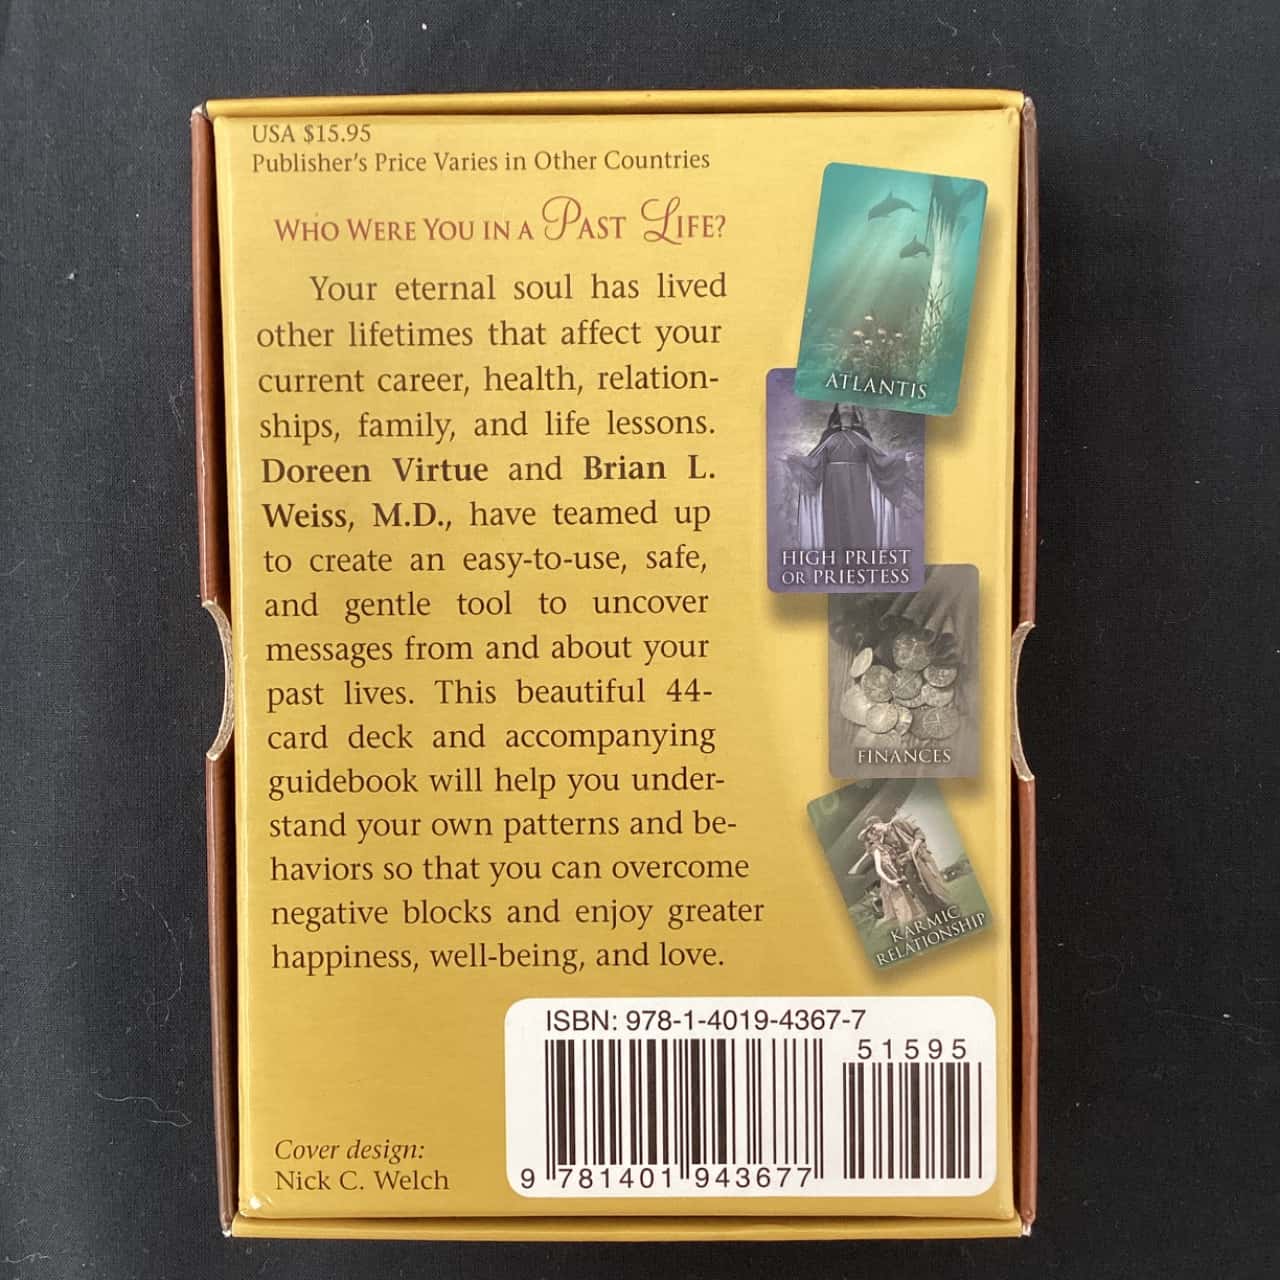 USA $15.95
Publisher's Price Varies in Other Countries
WHO WERE YOU IN A PAST LIFE?
Your eternal soul has lived
other lifetimes that affect your
current career, health, relation-
ships, family, and life lessons.
Doreen Virtue and Brian L.
Weiss, M.D., have teamed up
to create an easy-to-use, safe,
and gentle tool to uncover
messages from and about your
past lives. This beautiful 44-
card deck and accompanying
guidebook will help you under-
stand your own patterns and be-
haviors so that you can overcome
negative blocks and enjoy greater
happiness, well-being, and love.
ATLANTIS
HIGH PRIEST
OR PRIESTESS
FINANCES
KARMIC
RELATIONSHIP
ISBN: 978-1-4019-4367-7
51595
9 781401 943677
Cover design:
Nick C. Welch